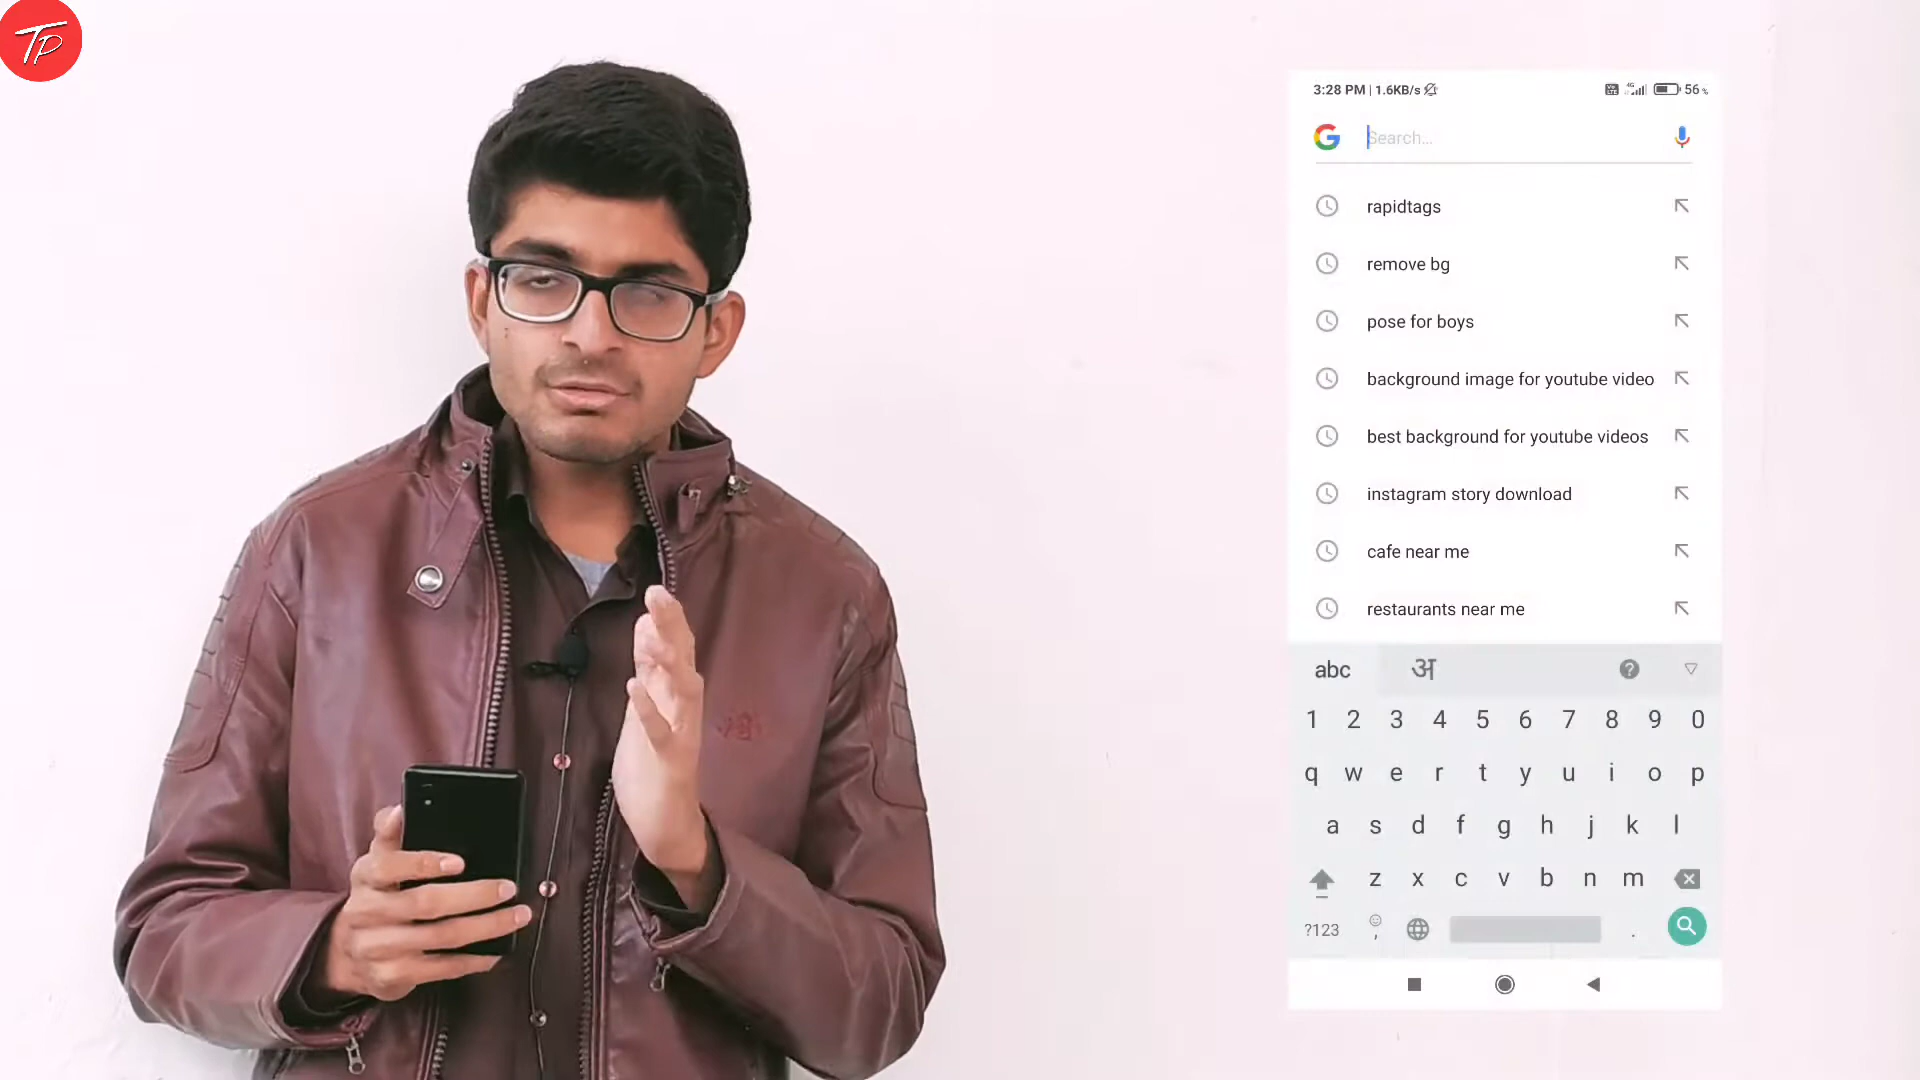 TP
3:28 PM | 1.6KB/s
4G
56%
Search...
rapidtags
remove bg
pose for boys
background image for youtube video
best background for youtube videos
instagram story download
cafe near me
restaurants near me
abc अ
1 2 3 4 5 6 7 8 9 0
q w e r t y u i o p
a s d f g h j k l
z x c v b n m
?123 , .